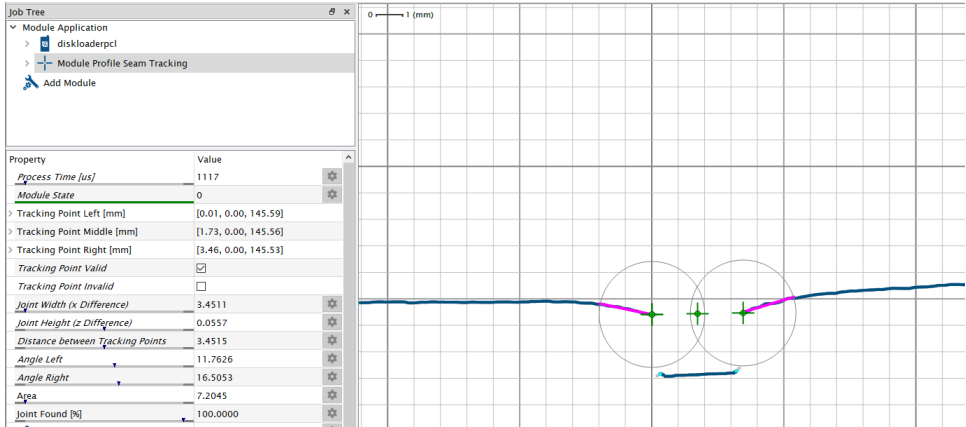 Job Tree
0 1 (mm)
Module Application
diskloaderpcl
Module Profile Seam Tracking
Add Module
Property Value
Process Time [us] 1117
Module State 0
Tracking Point Left [mm] [0.01, 0.00, 145.59]
Tracking Point Middle [mm] [1.73, 0.00, 145.56]
Tracking Point Right [mm] [3.46, 0.00, 145.53]
Tracking Point Valid
Tracking Point Invalid
Joint Width (x Difference) 3.4511
Joint Height (z Difference) 0.0557
Distance between Tracking Points 3.4515
Angle Left 11.7626
Angle Right 16.5053
Area 7.2045
Joint Found [%] 100.0000